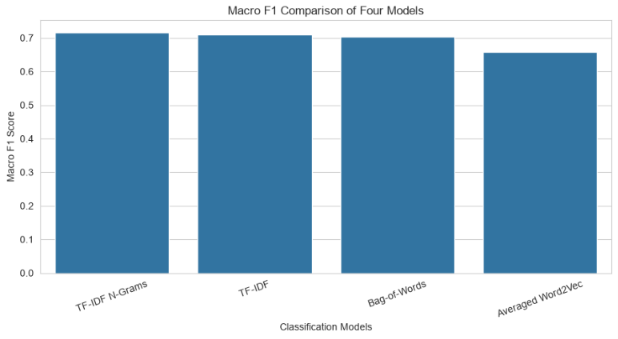 Macro F1 Comparison of Four Models
Macro F1 Score
0.7
0.6
0.5
0.4
0.3
0.2
0.1
0.0
TF-IDF N-Grams
TF-IDF
Bag-of-Words
Averaged Word2Vec
Classification Models